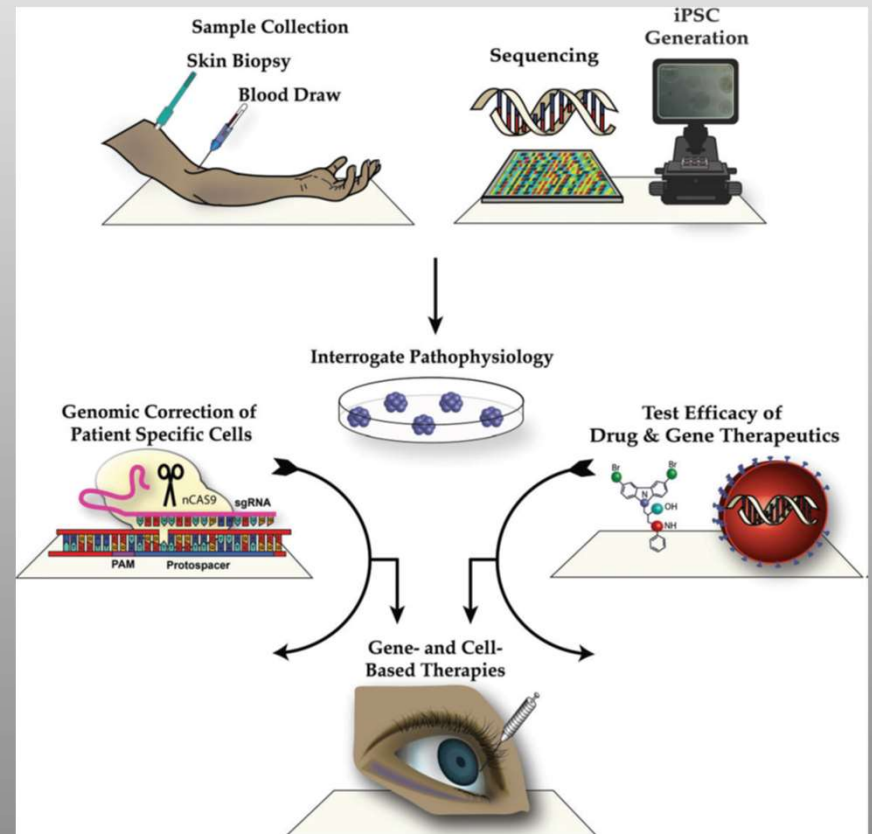 Sample Collection
Skin Biopsy
Blood Draw
Sequencing
iPSC
Generation
Interrogate Pathophysiology
Genomic Correction of
Patient Specific Cells
nCAS9
sgRNA
PAM
Protospacer
Test Efficacy of
Drug & Gene Therapeutics
Br
Br
N
OH
NH
Gene- and Cell-
Based Therapies